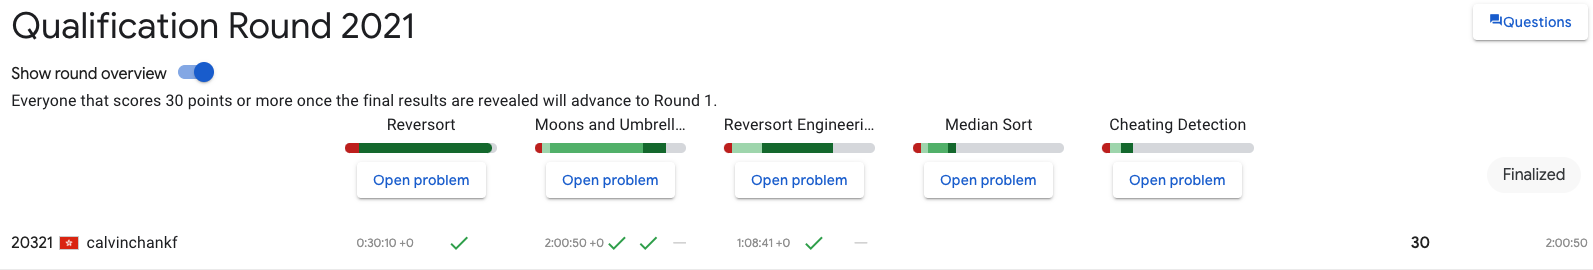 Qualification Round 2021
Questions
Show round overview
Everyone that scores 30 points or more once the final results are revealed will advance to Round 1.
Reversort Moons and Umbrell... Reversort Engineeri... Median Sort Cheating Detection
Open problem Open problem Open problem Open problem Open problem
Finalized
20321 calvinchankf 0:30:10 +0 2:00:50 +0 1:08:41 +0 30 2:00:50